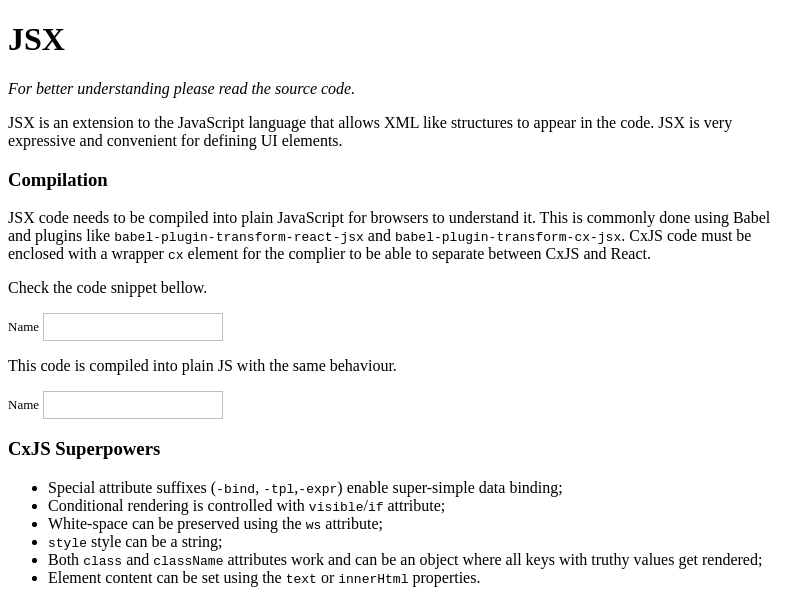 JSX
For better understanding please read the source code.
JSX is an extension to the JavaScript language that allows XML like structures to appear in the code. JSX is very
expressive and convenient for defining UI elements.
Compilation
JSX code needs to be compiled into plain JavaScript for browsers to understand it. This is commonly done using Babel
and plugins like babel-plugin-transform-react-jsx and babel-plugin-transform-cx-jsx. CxJS code must be
enclosed with a wrapper cx element for the complier to be able to separate between CxJS and React.
Check the code snippet bellow.
Name
This code is compiled into plain JS with the same behaviour.
Name
CxJS Superpowers
• Special attribute suffixes (-bind, -tpl,-expr) enable super-simple data binding;
• Conditional rendering is controlled with visible/if attribute;
• White-space can be preserved using the ws attribute;
• style style can be a string;
• Both class and className attributes work and can be an object where all keys with truthy values get rendered;
• Element content can be set using the text or innerHtml properties.